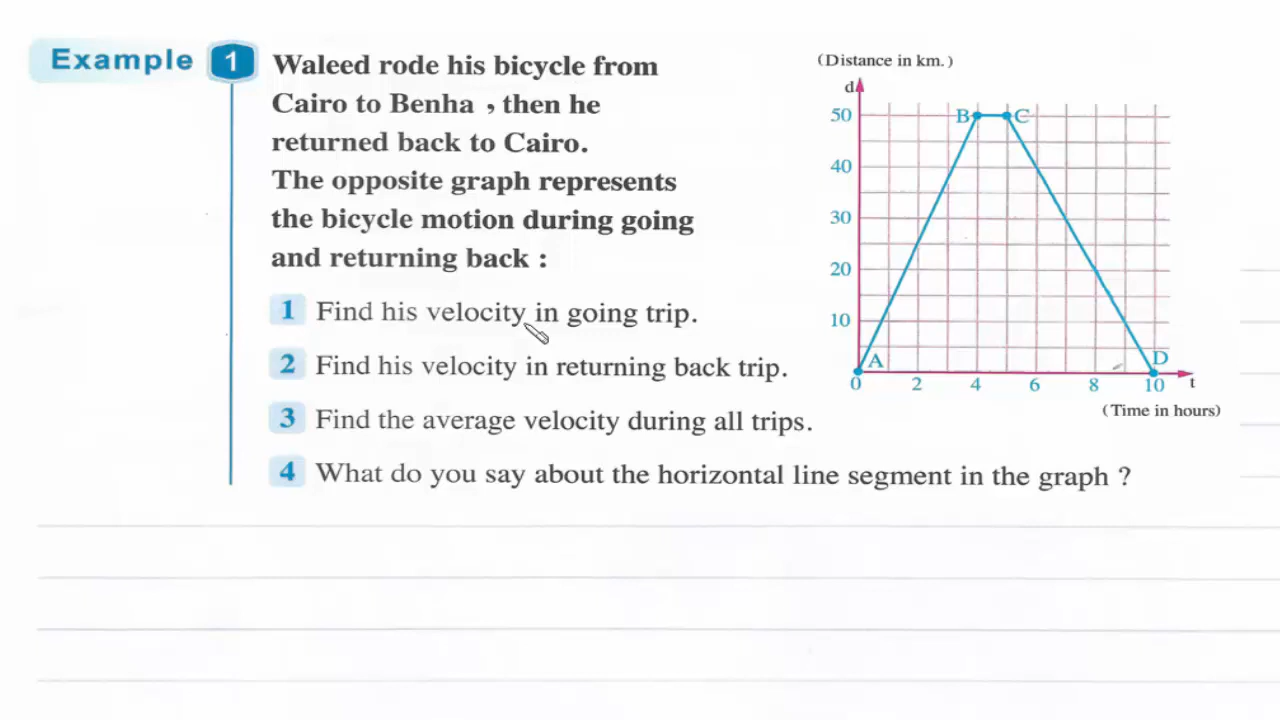 Example 1
Waleed rode his bicycle from
Cairo to Benha , then he
returned back to Cairo.
The opposite graph represents
the bicycle motion during going
and returning back :
1 Find his velocity in going trip.
2 Find his velocity in returning back trip.
3 Find the average velocity during all trips.
4 What do you say about the horizontal line segment in the graph ?
(Distance in km.)
d
50
40
30
20
10
B C
A D
0 2 4 6 8 10 t
(Time in hours)